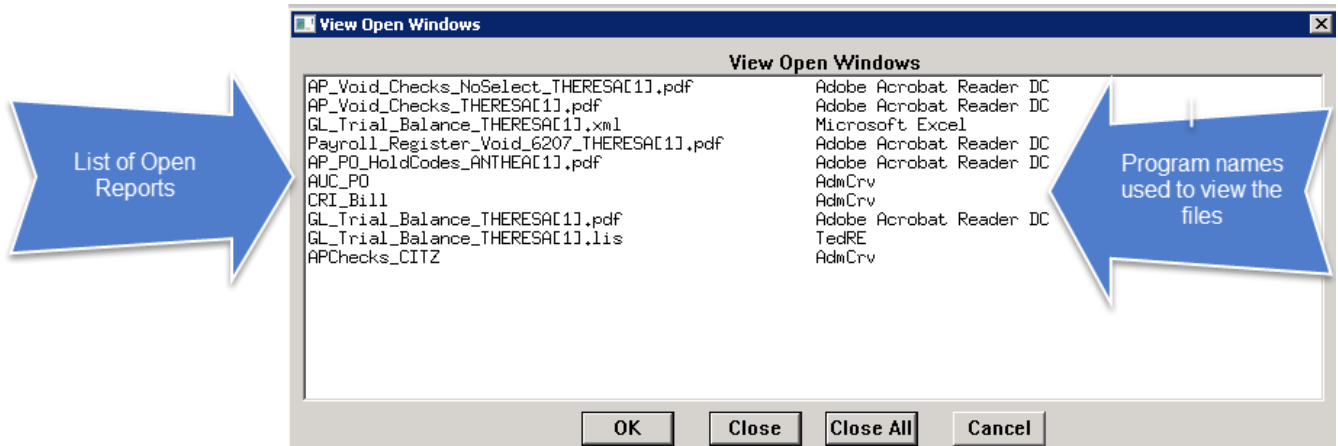 View Open Windows
View Open Windows
AP_Void_Checks_NoSelect_THERESA[1].pdf Adobe Acrobat Reader DC
AP_Void_Checks_THERESA[1].pdf Adobe Acrobat Reader DC
GL_Trial_Balance_THERESA[1].xml Microsoft Excel
Payroll_Register_Void_6207_THERESA[1].pdf Adobe Acrobat Reader DC
AP_PO_HoldCodes_ANTHEA[1].pdf Adobe Acrobat Reader DC
AUC_PO AdmCrv
CRI_Bill AdmCrv
GL_Trial_Balance_THERESA[1].pdf Adobe Acrobat Reader DC
GL_Trial_Balance_THERESA[1].lis TedRE
APChecks_CITZ AdmCrv
List of Open
Reports
Program names
used to view the
files
OK Close Close All Cancel